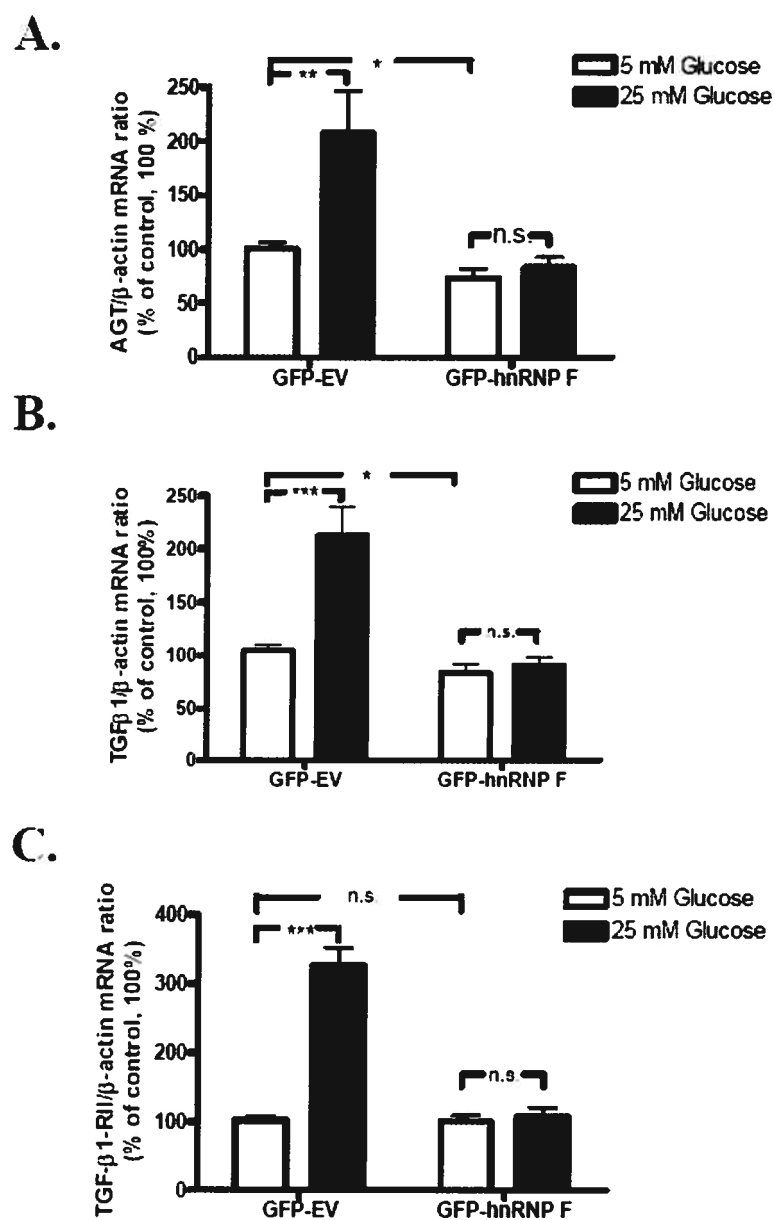 A.
*
**
5 mM Glucose
25 mM Glucose
250
200
150
100
50
0
n.s.
AGT/β-actin mRNA ratio
(% of control, 100 %)
GFP-EV
GFP-hnRNP F
B.
*
***
5 mM Glucose
25 mM Glucose
250
200
150
100
50
0
n.s.
TGFβ1/β-actin mRNA ratio
(% of control, 100%)
GFP-EV
GFP-hnRNP F
C.
n.s.
***
5 mM Glucose
25 mM Glucose
400
300
200
100
0
n.s.
TGF-β1-RII/β-actin mRNA ratio
(% of control, 100%)
GFP-EV
GFP-hnRNP F